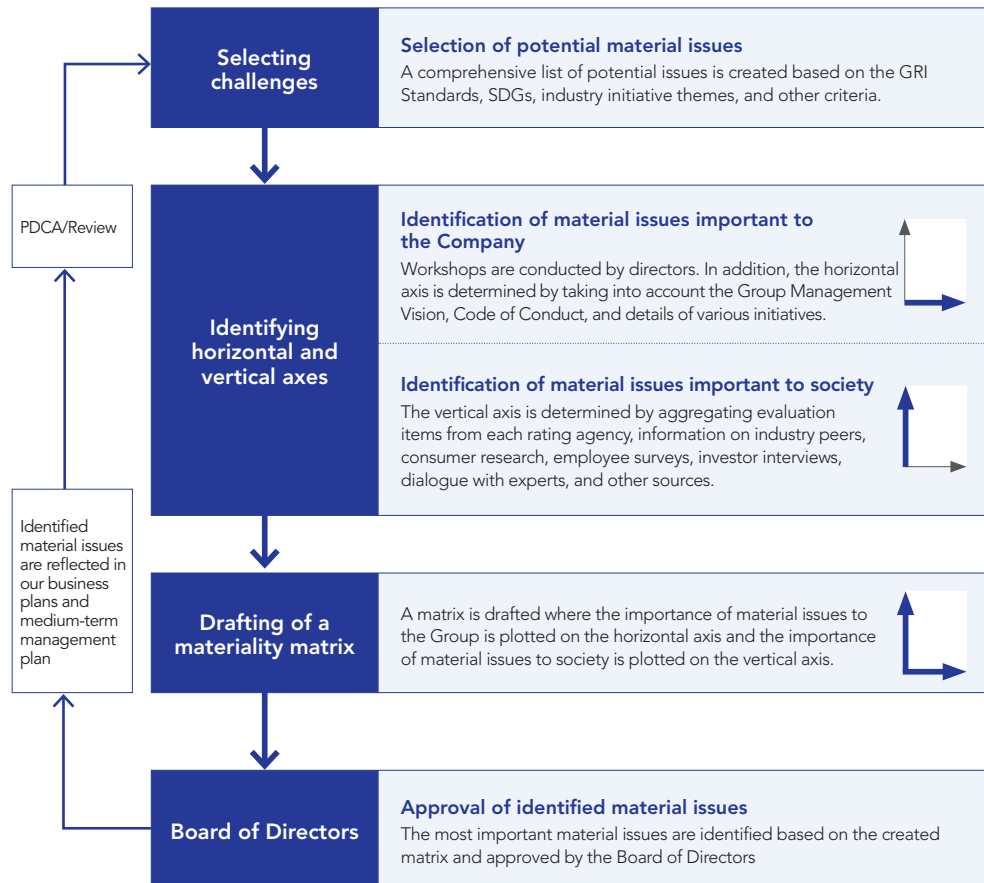 Selecting
challenges
Selection of potential material issues
A comprehensive list of potential issues is created based on the GRI
Standards, SDGs, industry initiative themes, and other criteria.
PDCA/Review
Identifying
horizontal and
vertical axes
Identification of material issues important to
the Company
Workshops are conducted by directors. In addition, the horizontal
axis is determined by taking into account the Group Management
Vision, Code of Conduct, and details of various initiatives.
Identification of material issues important to society
The vertical axis is determined by aggregating evaluation
items from each rating agency, information on industry peers,
consumer research, employee surveys, investor interviews,
dialogue with experts, and other sources.
Identified
material issues
are reflected in
our business
plans and
medium-term
management
plan
Drafting of a
materiality matrix
A matrix is drafted where the importance of material issues to
the Group is plotted on the horizontal axis and the importance
of material issues to society is plotted on the vertical axis.
Board of Directors
Approval of identified material issues
The most important material issues are identified based on the created
matrix and approved by the Board of Directors